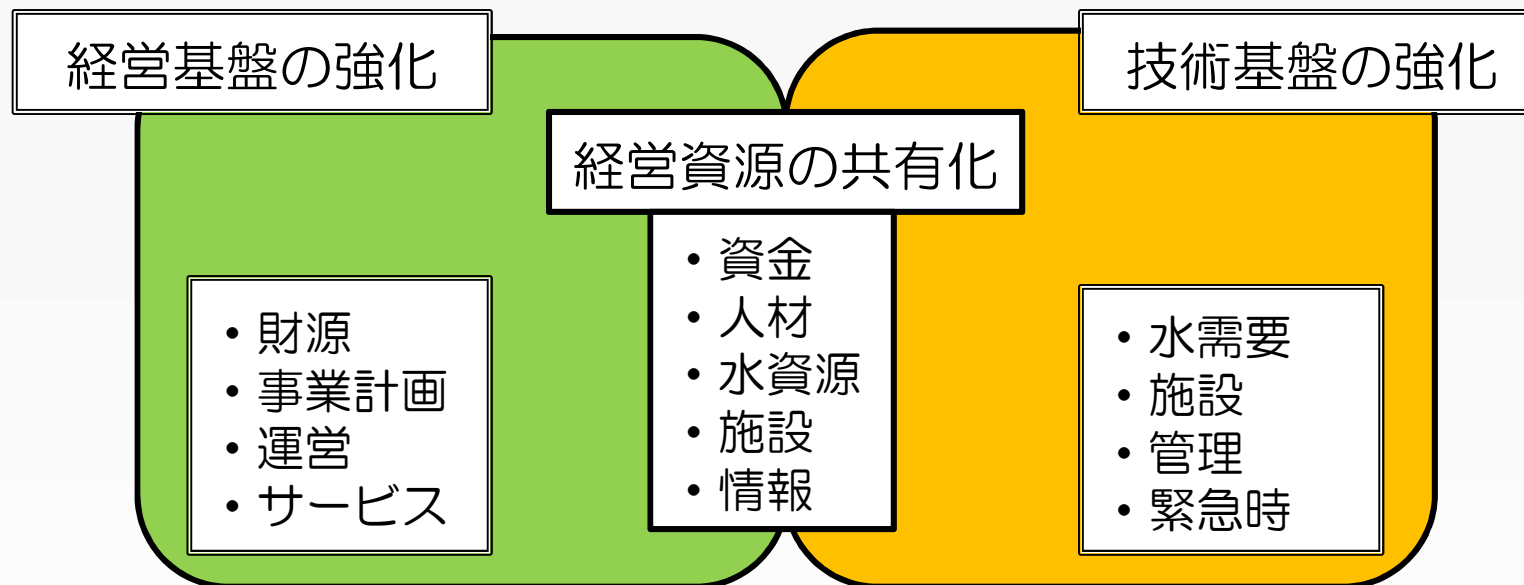 経営基盤の強化
・財源
・事業計画
・運営
・サービス
経営資源の共有化
・資金
・人材
・水資源
・施設
・情報
技術基盤の強化
・水需要
・施設
・管理
・緊急時